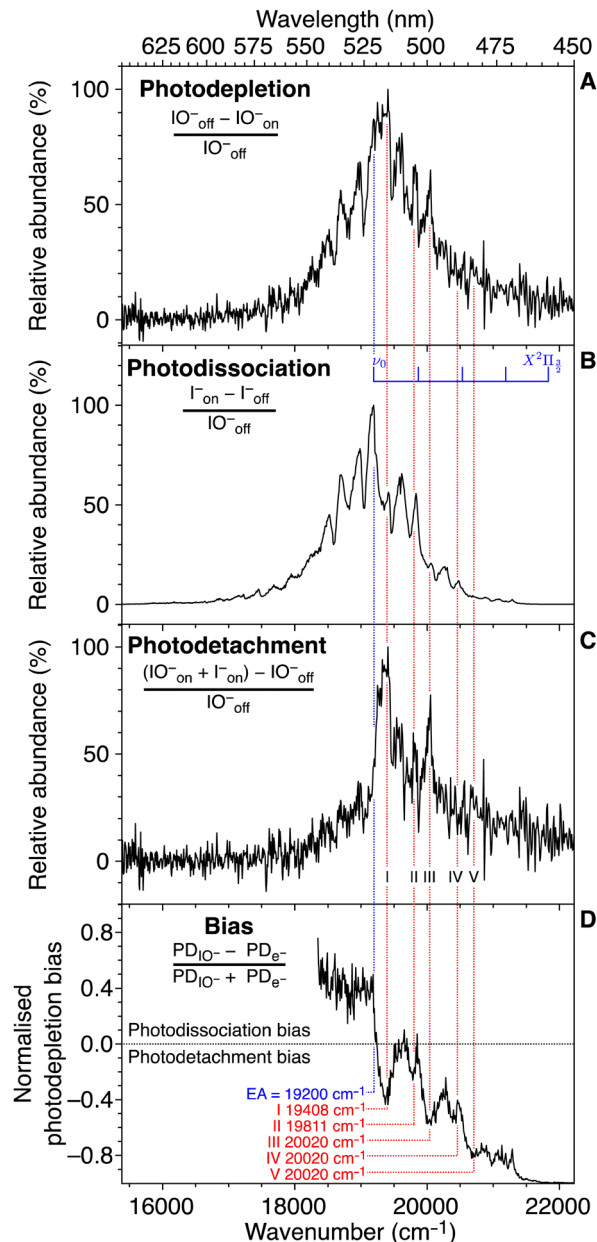 Wavelength (nm)
625 600 575 550 525 500 475 450
A
Photodepletion
IO⁻off − IO⁻on
IO⁻off
Relative abundance (%)
100
50
0
B
Photodissociation
I⁻on − I⁻off
IO⁻off
ν0
X²Π3/2
Relative abundance (%)
100
50
0
C
Photodetachment
(IO⁻on + I⁻on) − IO⁻off
IO⁻off
Relative abundance (%)
100
50
0
I II III IV V
D
Bias
PDIO⁻ − PDe⁻
PDIO⁻ + PDe⁻
Normalised
photodepletion bias
0.8
0.4
0.0
−0.4
−0.8
Photodissociation bias
Photodetachment bias
EA = 19200 cm⁻¹
I 19408 cm⁻¹
II 19811 cm⁻¹
III 20020 cm⁻¹
IV 20020 cm⁻¹
V 20020 cm⁻¹
16000 18000 20000 22000
Wavenumber (cm⁻¹)